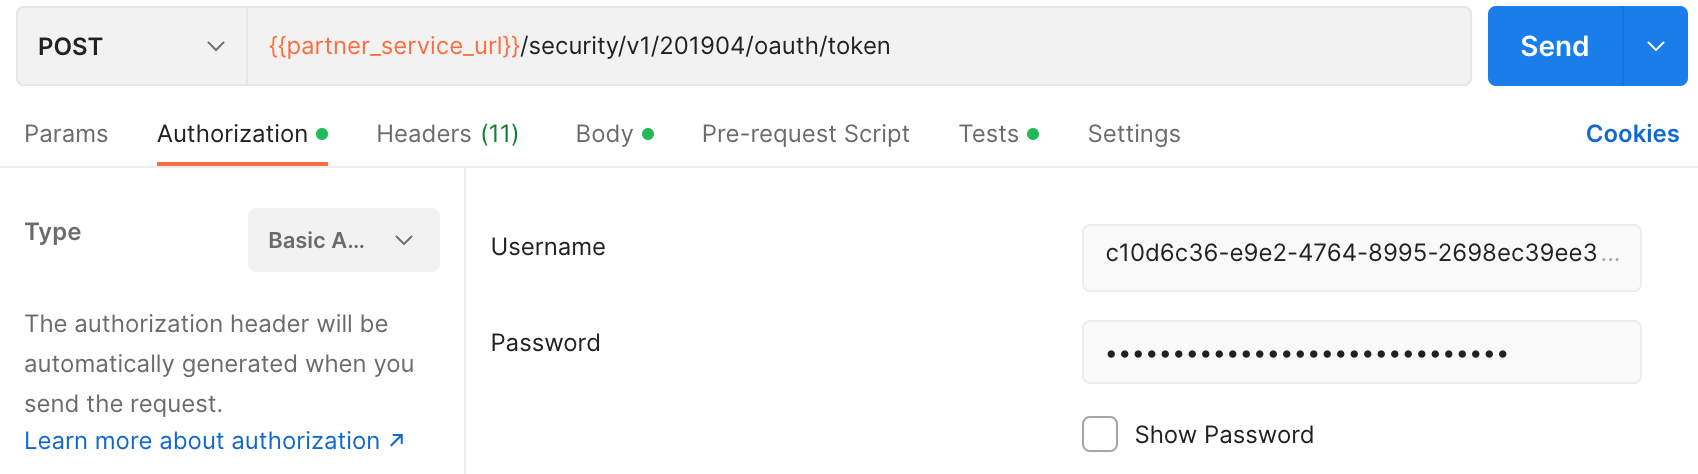 POST
{{partner_service_url}}/security/v1/201904/oauth/token
Send
Params
Authorization
Headers (11)
Body
Pre-request Script
Tests
Settings
Cookies
Type
Basic A...
The authorization header will be
automatically generated when you
send the request.
Learn more about authorization ↗
Username
c10d6c36-e9e2-4764-8995-2698ec39ee3...
Password
••••••••••••••••••••••••••••••
Show Password